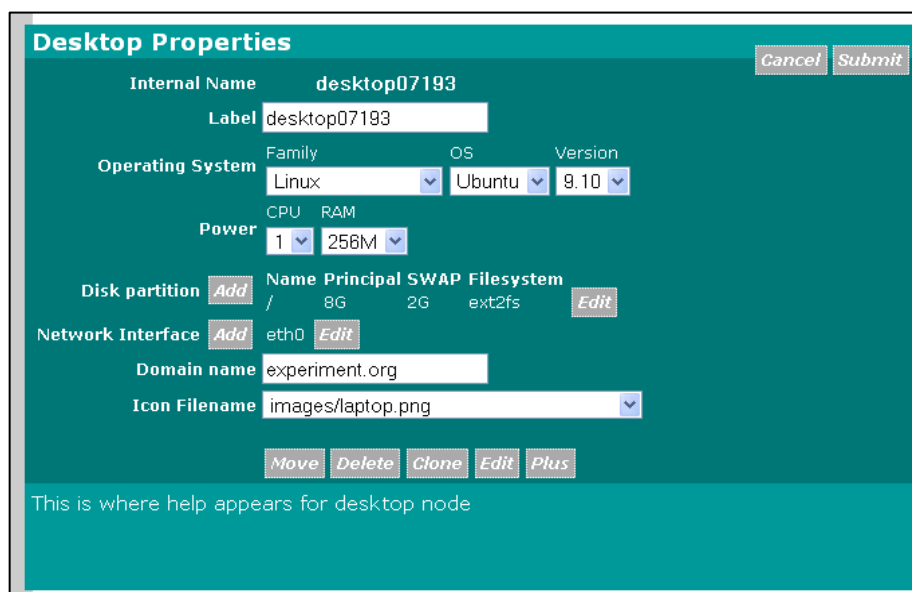 Desktop Properties
Cancel Submit
Internal Name desktop07193
Label desktop07193
Family OS Version
Operating System Linux Ubuntu 9.10
CPU RAM
Power 1 256M
Name Principal SWAP Filesystem
Disk partition Add / 8G 2G ext2fs Edit
Network Interface Add eth0 Edit
Domain name experiment.org
Icon Filename images/laptop.png
Move Delete Clone Edit Plus
This is where help appears for desktop node